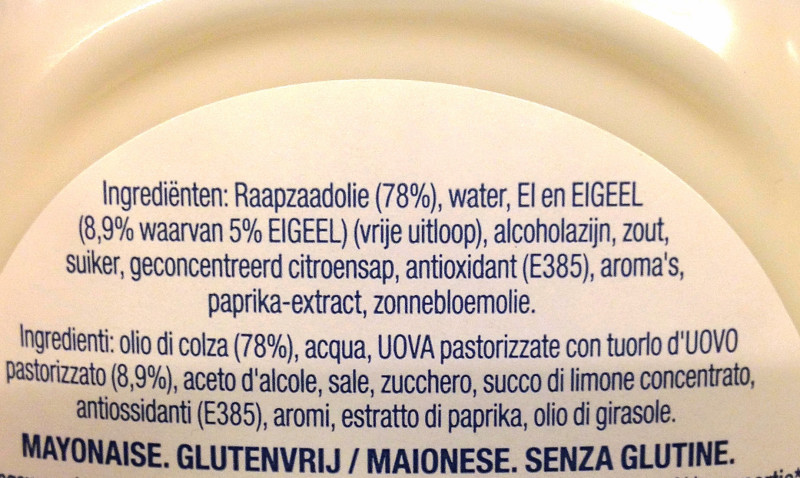 Ingrediënten: Raapzaadolie (78%), water, EI en EIGEEL
(8,9% waarvan 5% EIGEEL) (vrije uitloop), alcoholazijn, zout,
suiker, geconcentreerd citroensap, antioxidant (E385), aroma's,
paprika-extract, zonnebloemolie.
Ingredienti: olio di colza (78%), acqua, UOVA pastorizzate con tuorlo d'UOVO
pastorizzato (8,9%), aceto d'alcole, sale, zucchero, succo di limone concentrato,
antiossidanti (E385), aromi, estratto di paprika, olio di girasole.
MAYONAISE. GLUTENVRIJ / MAIONESE. SENZA GLUTINE.